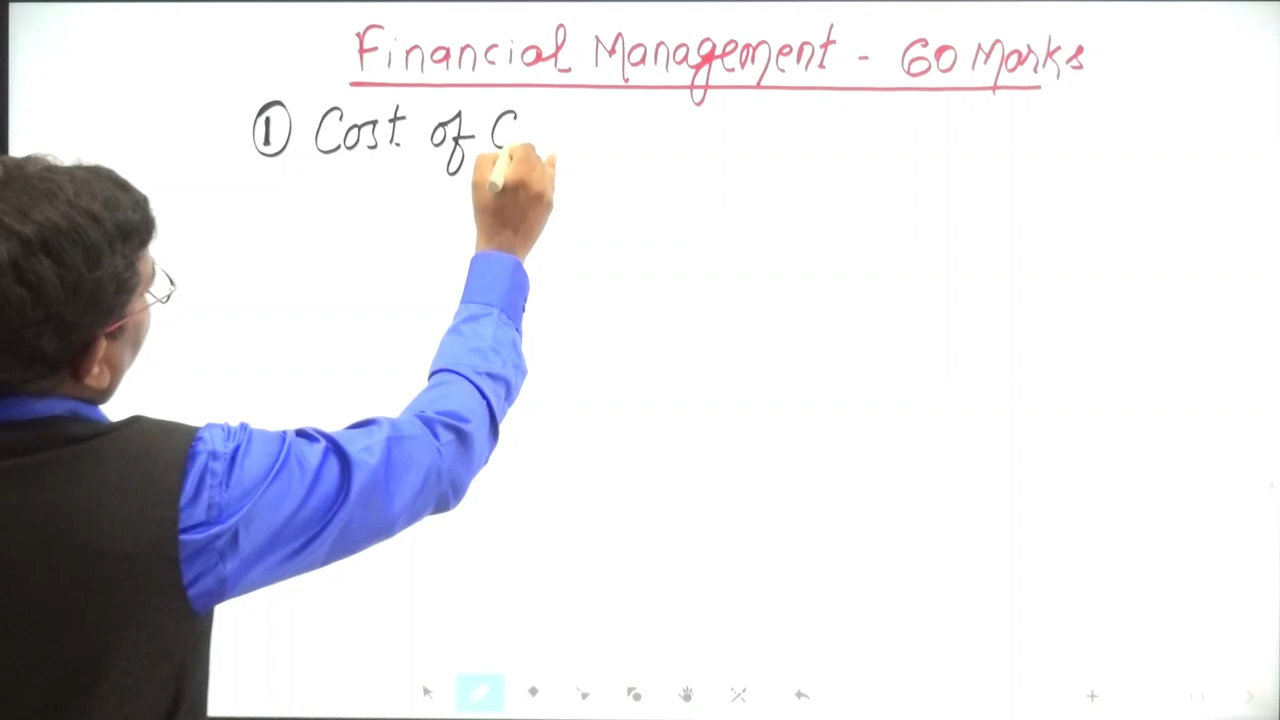 Financial Management - 60 Marks
① Cost of C